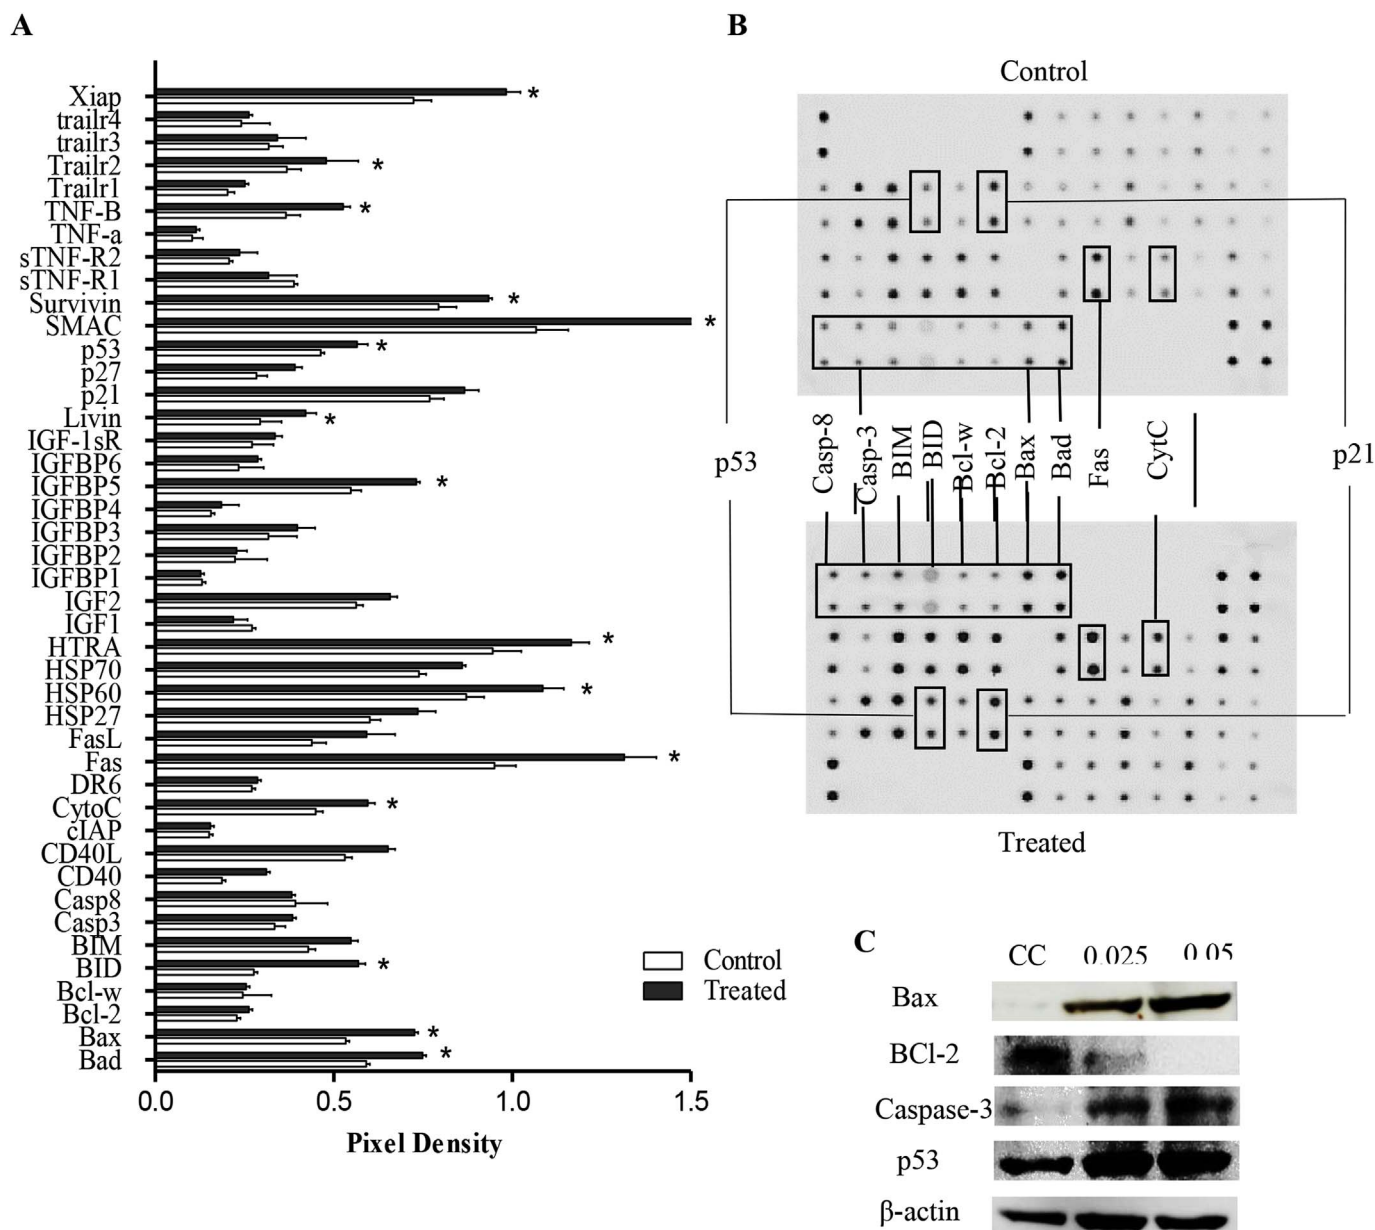 A
Xiap
trailr4
trailr3
Trailr2
Trailr1
TNF-B
TNF-a
sTNF-R2
sTNF-R1
Survivin
SMAC
p53
p27
p21
Livin
IGF-1sR
IGFBP6
IGFBP5
IGFBP4
IGFBP3
IGFBP2
IGFBP1
IGF2
IGF1
HTRA
HSP70
HSP60
HSP27
FasL
Fas
DR6
CytoC
cIAP
CD40L
CD40
Casp8
Casp3
BIM
BID
Bcl-w
Bcl-2
Bax
Bad
* 
*
*
*
*
*
*
*
*
*
*
*
*
*
*
0.0 0.5 1.0 1.5
Pixel Density
Control
Treated
B
Control
p53
Casp-8
Casp-3
BIM
BID
Bcl-w
Bcl-2
Bax
Bad
Fas
CytC
p21
Treated
C
CC 0.025 0.05
Bax
BCl-2
Caspase-3
p53
β-actin